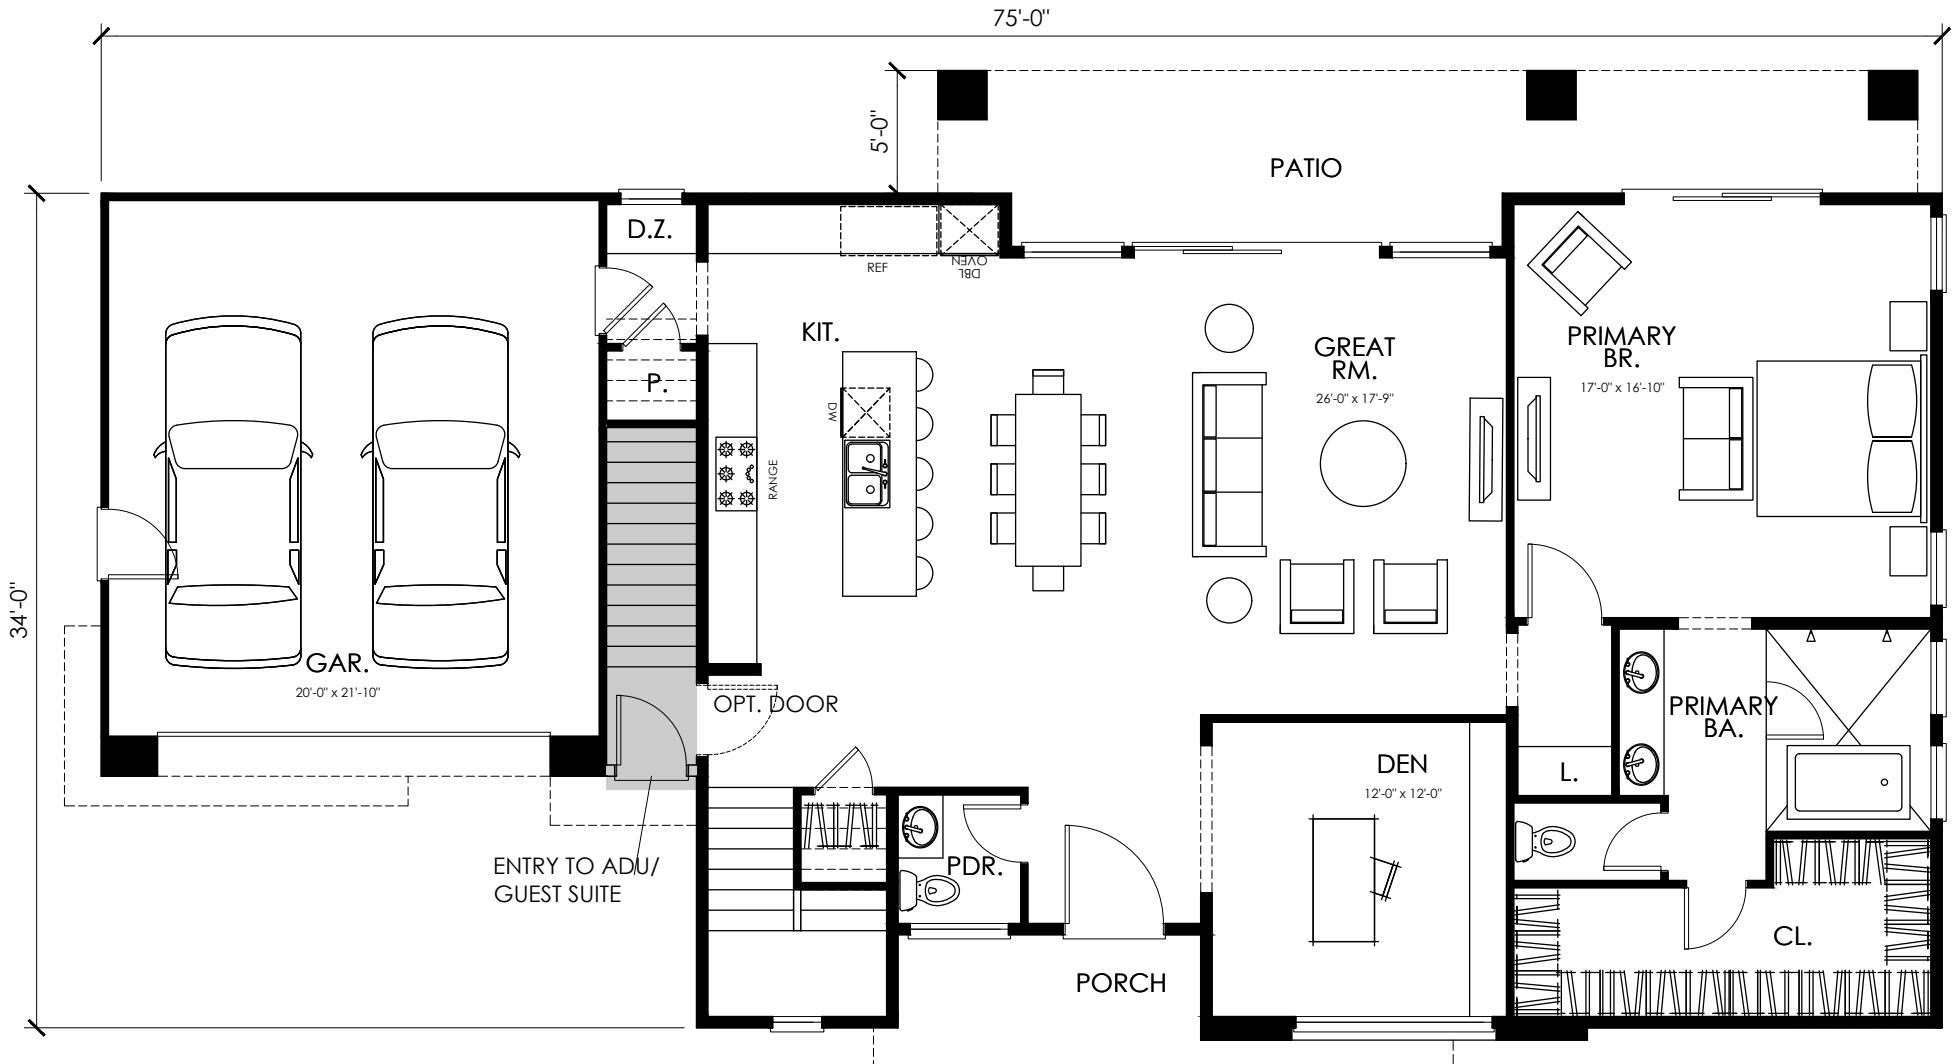 75'-0"
5'-0"
PATIO
D.Z.
REF
DBL
OVEN
KIT.
GREAT
RM.
26'-0" x 17'-9"
PRIMARY
BR.
17'-0" x 16'-10"
P.
DW
RANGE
34'-0"
GAR.
20'-0" x 21'-10"
OPT. DOOR
PRIMARY
BA.
DEN
12'-0" x 12'-0"
L.
ENTRY TO ADU/
GUEST SUITE
PDR.
CL.
PORCH